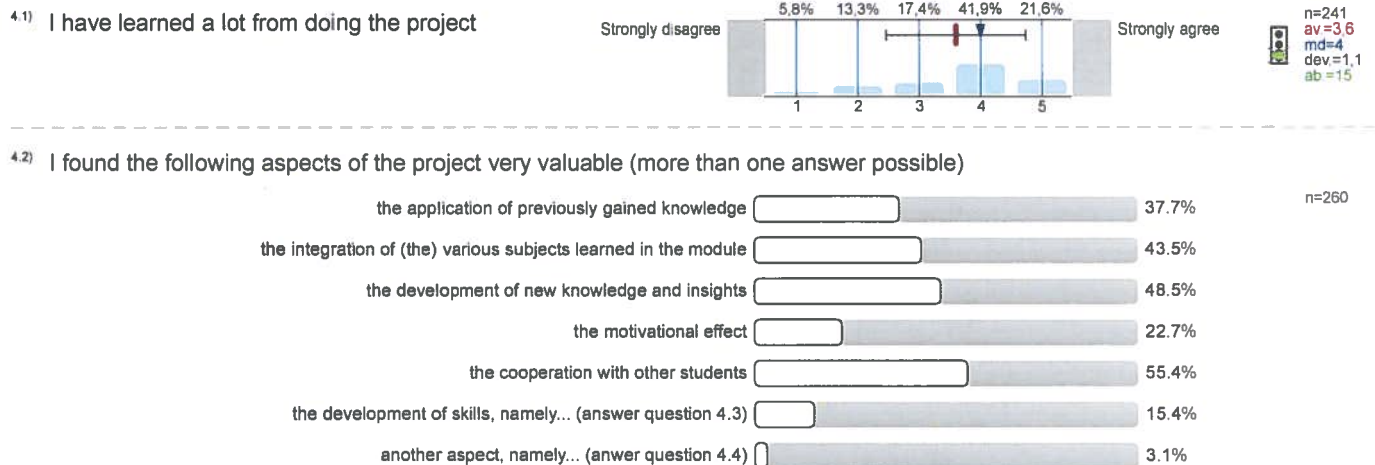 4.1) I have learned a lot from doing the project
5,8% 13,3% 17,4% 41,9% 21,6%
Strongly disagree
Strongly agree
1 2 3 4 5
n=241
av=3,6
md=4
dev.=1,1
ab=15
4.2) I found the following aspects of the project very valuable (more than one answer possible)
n=260
the application of previously gained knowledge 37.7%
the integration of (the) various subjects learned in the module 43.5%
the development of new knowledge and insights 48.5%
the motivational effect 22.7%
the cooperation with other students 55.4%
the development of skills, namely... (answer question 4.3) 15.4%
another aspect, namely... (anwer question 4.4) 3.1%